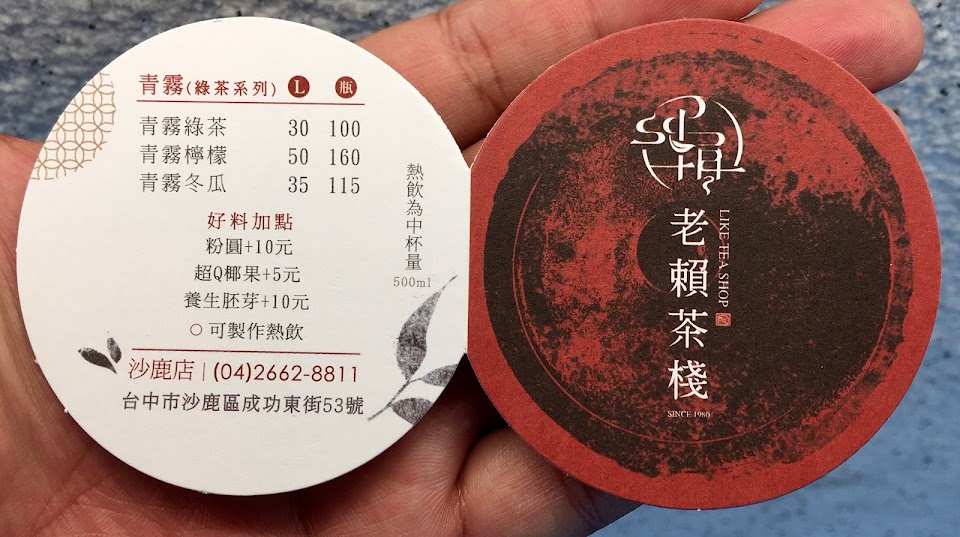 青霧(綠茶系列) L 瓶
青霧綠茶 30 100
青霧檸檬 50 160
青霧冬瓜 35 115
好料加點
粉圓+10元
超Q椰果+5元
養生胚芽+10元
○可製作熱飲
熱飲為中杯量
500ml
沙鹿店|(04)2662-8811
台中市沙鹿區成功東街53號
老賴茶棧
LIKE TEA SHOP
SINCE 1980